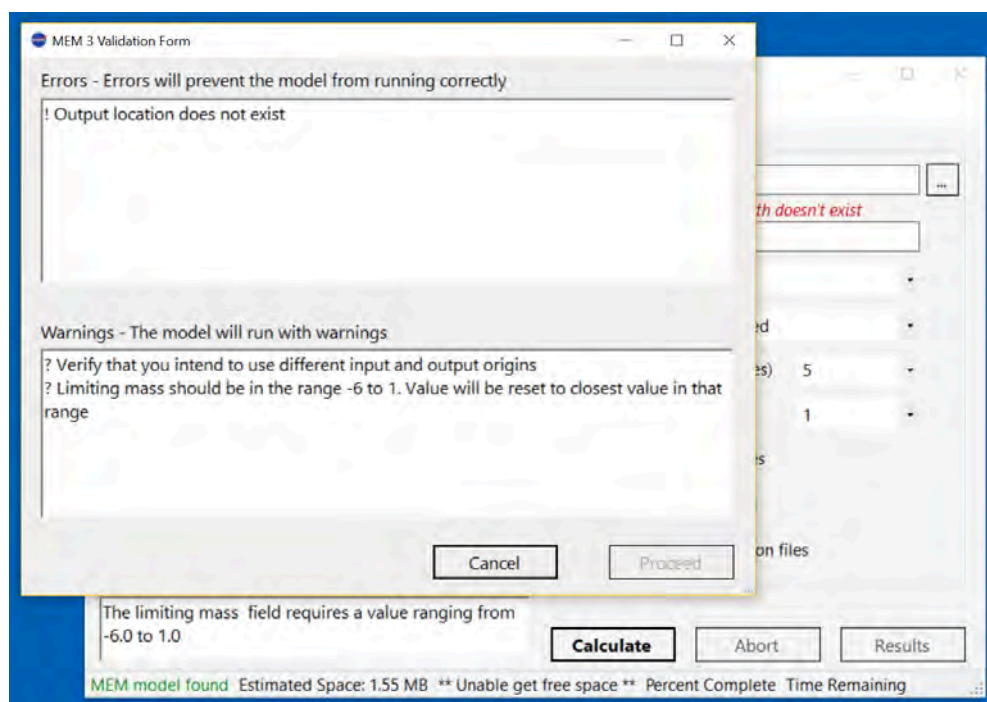 MEM 3 Validation Form
Errors - Errors will prevent the model from running correctly
! Output location does not exist
...
th doesn't exist
Warnings - The model will run with warnings
ed
? Verify that you intend to use different input and output origins
es) 5
? Limiting mass should be in the range -6 to 1. Value will be reset to closest value in that
range
1
es
on files
Cancel
Proceed
The limiting mass field requires a value ranging from
-6.0 to 1.0
Calculate
Abort
Results
MEM model found Estimated Space: 1.55 MB ** Unable get free space ** Percent Complete Time Remaining